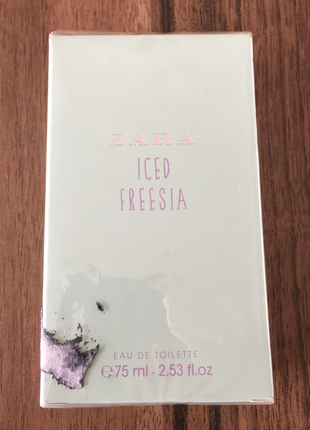 ZARA
ICED
FREESIA
EAU DE TOILETTE
℮75 ml - 2,53 fl.oz